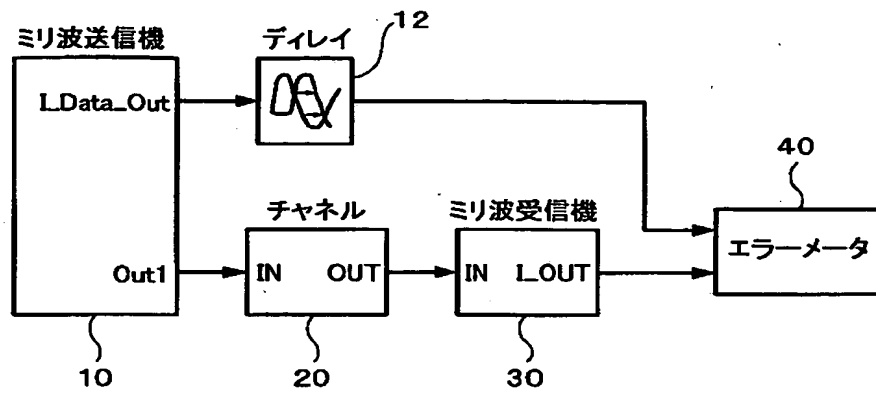 12
ミリ波送信機
ディレイ
I_Data_Out
40
チャネル
ミリ波受信機
エラーメータ
Out1
IN OUT
IN I_OUT
10
20
30